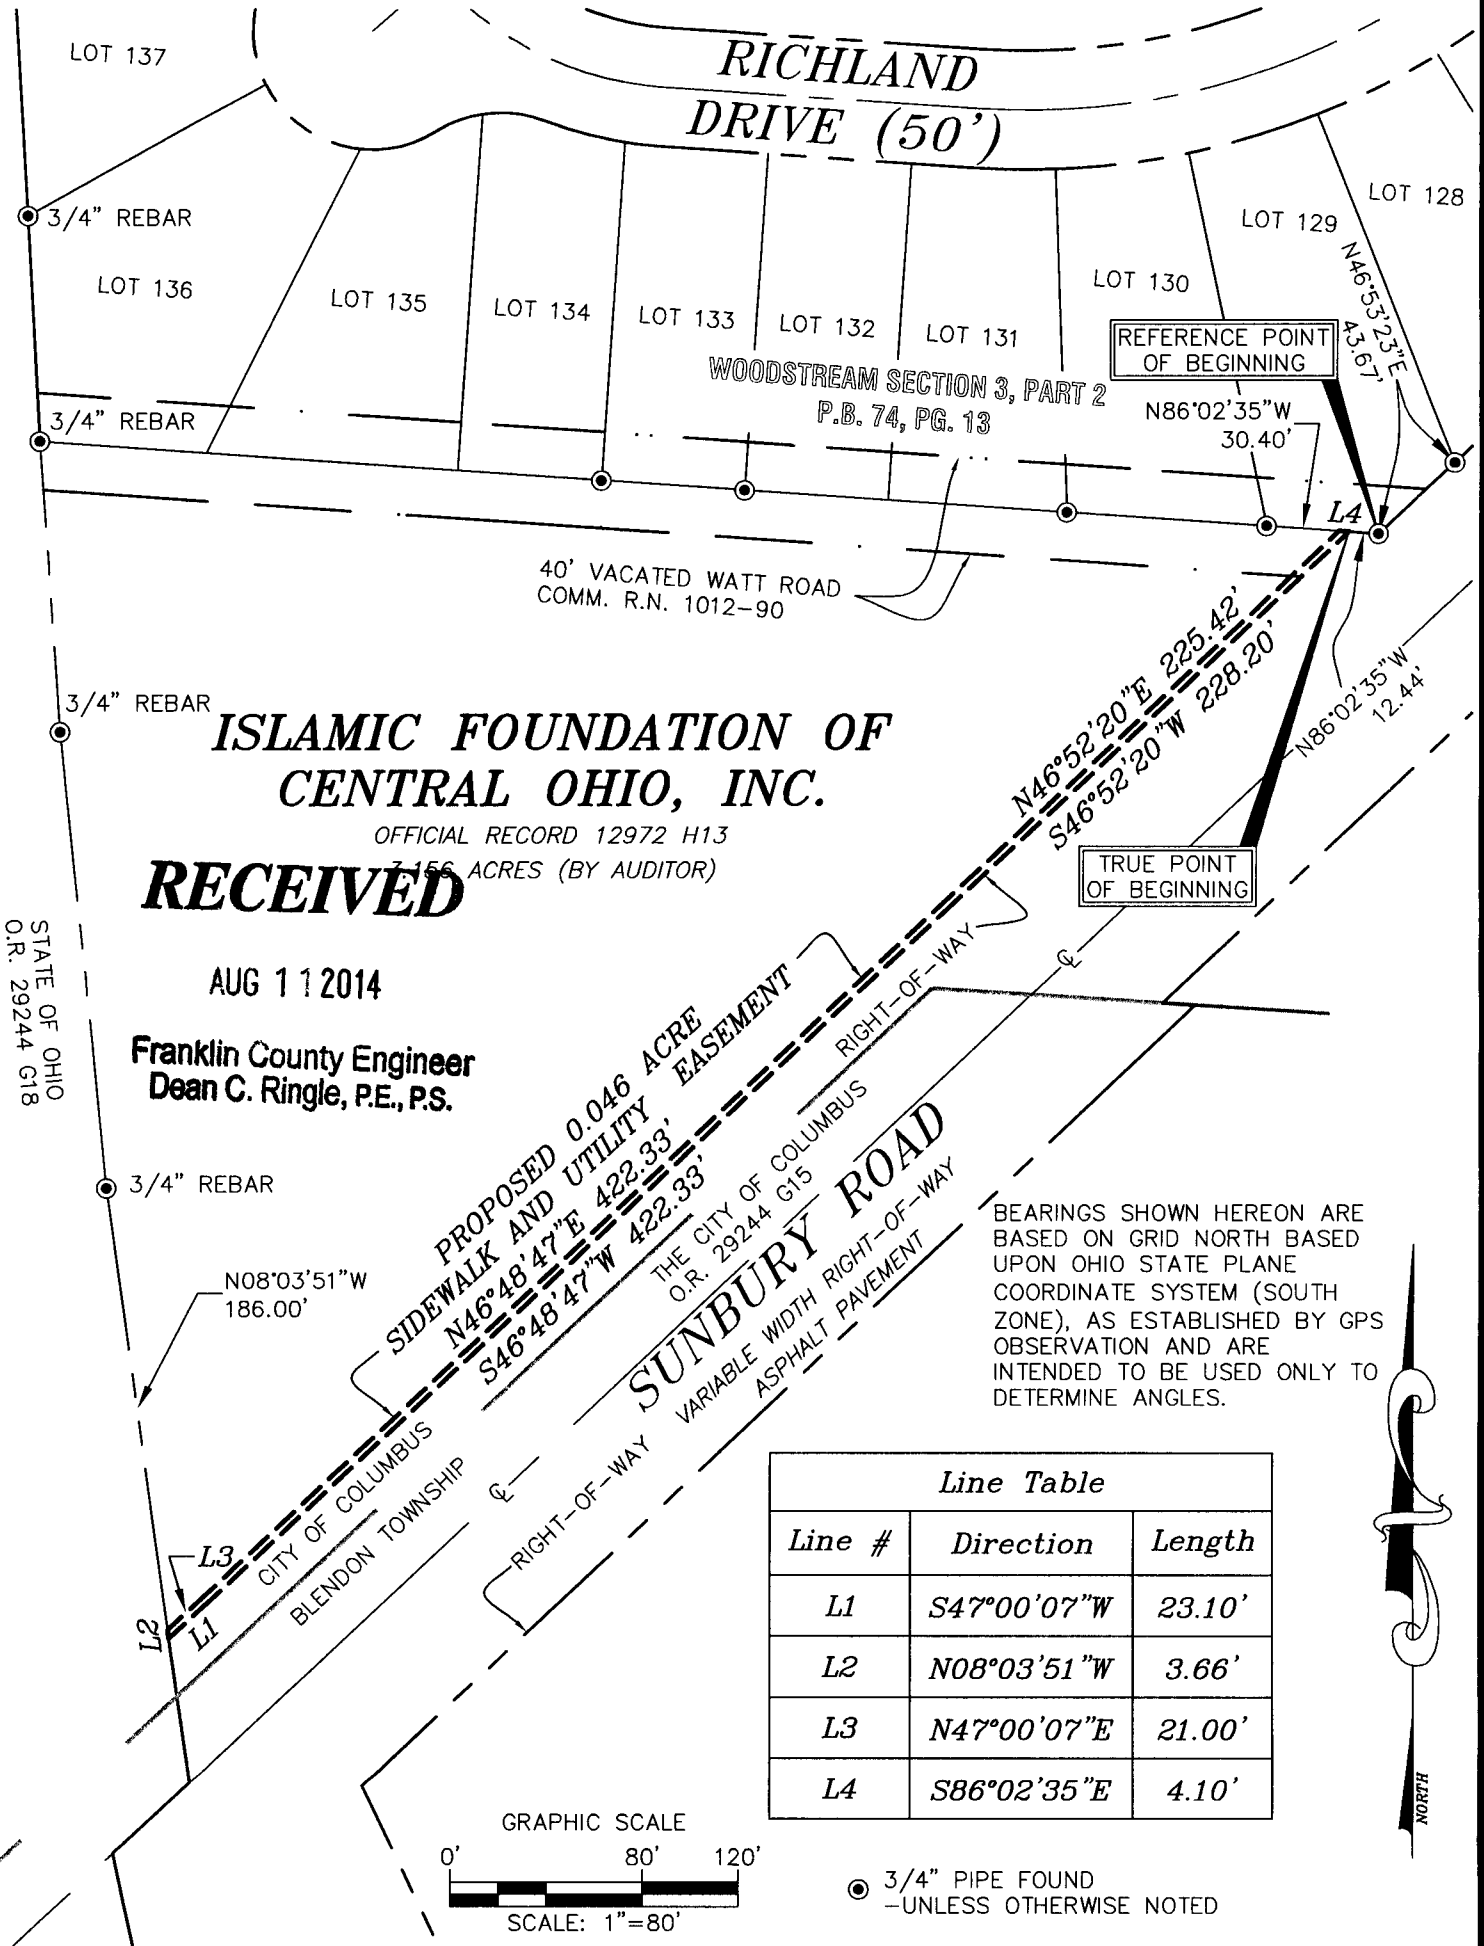 LOT 137
RICHLAND
DRIVE (50')
LOT 128
LOT 129
3/4" REBAR
LOT 136
LOT 135
LOT 134
LOT 133
LOT 132
LOT 131
LOT 130
N46°53'23"E
43.67'
REFERENCE POINT
OF BEGINNING
WOODSTREAM SECTION 3, PART 2
P.B. 74, PG. 13
N86°02'35"W
30.40'
3/4" REBAR
L4
40' VACATED WATT ROAD
COMM. R.N. 1012-90
N46°52'20"E 225.42'
S46°52'20"W 228.20'
N86°02'35"W
12.44'
3/4" REBAR
ISLAMIC FOUNDATION OF
CENTRAL OHIO, INC.
OFFICIAL RECORD 12972 H13
ACRES (BY AUDITOR)
RECEIVED
TRUE POINT
OF BEGINNING
STATE OF OHIO
O.R. 29244 G18
AUG 11 2014
Franklin County Engineer
Dean C. Ringle, P.E., P.S.
RIGHT-OF-WAY
℄
PROPOSED 0.046 ACRE
SIDEWALK AND UTILITY EASEMENT
N46°48'47"E 422.33'
S46°48'47"W 422.33'
THE CITY OF COLUMBUS
O.R. 29244 G15
SUNBURY ROAD
VARIABLE WIDTH RIGHT-OF-WAY
ASPHALT PAVEMENT
3/4" REBAR
N08°03'51"W
186.00'
BEARINGS SHOWN HEREON ARE
BASED ON GRID NORTH BASED
UPON OHIO STATE PLANE
COORDINATE SYSTEM (SOUTH
ZONE), AS ESTABLISHED BY GPS
OBSERVATION AND ARE
INTENDED TO BE USED ONLY TO
DETERMINE ANGLES.
CITY OF COLUMBUS
BLENDON TOWNSHIP
℄
RIGHT-OF-WAY
L3
L2
L1
Line Table
Line # Direction Length
L1 S47°00'07"W 23.10'
L2 N08°03'51"W 3.66'
L3 N47°00'07"E 21.00'
L4 S86°02'35"E 4.10'
NORTH
GRAPHIC SCALE
0' 80' 120'
SCALE: 1"=80'
3/4" PIPE FOUND
-UNLESS OTHERWISE NOTED